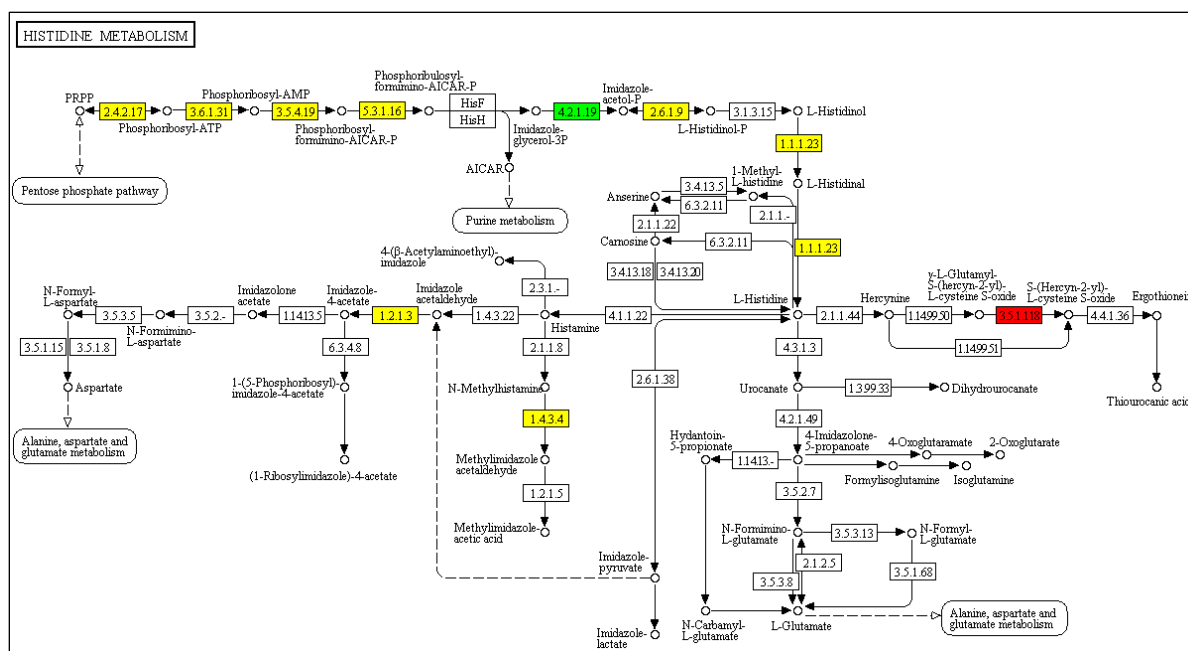 HISTIDINE METABOLISM
PRPP
2.4.2.17
Phosphoribosyl-ATP
3.6.1.31
Phosphoribosyl-AMP
3.5.4.19
Phosphoribosyl-
formimino-AICAR-P
5.3.1.16
Phosphoribulosyl-
formimino-AICAR-P
HisF
HisH
Imidazole-
glycerol-3P
4.2.1.19
Imidazole-
acetol-P
2.6.1.9
L-Histidinol-P
3.1.3.15
L-Histidinol
AICAR
1.1.1.23
Pentose phosphate pathway
Purine metabolism
L-Histidinal
1-Methyl-
L-histidine
3.4.13.5
Anserine
6.3.2.11
2.1.1.-
2.1.1.22
Carnosine
6.3.2.11
1.1.1.23
3.4.13.18
3.4.13.20
4-(β-Acetylaminoethyl)-
imidazole
2.3.1.-
N-Formyl-
L-aspartate
3.5.3.5
N-Formimino-
L-aspartate
3.5.2.-
Imidazolone
acetate
1.14.13.5
Imidazole-
4-acetate
1.2.1.3
Imidazole
acetaldehyde
1.4.3.22
Histamine
4.1.1.22
L-Histidine
2.1.1.44
Hercynine
1.14.99.50
γ-L-Glutamyl-
S-(hercyn-2-yl)-
L-cysteine S-oxide
3.5.1.118
S-(Hercyn-2-yl)-
L-cysteine S-oxide
4.4.1.36
Ergothionein
1.14.99.51
3.5.1.15
3.5.1.8
6.3.4.8
2.1.1.8
4.3.1.3
2.6.1.38
Aspartate
1-(5-Phosphoribosyl)-
imidazole-4-acetate
N-Methylhistamine
Urocanate
1.3.99.33
Dihydrourocanate
Thiourocanic acid
1.4.3.4
4.2.1.49
Alanine, aspartate and
glutamate metabolism
(1-Ribosylimidazole)-4-acetate
Methylimidazole
acetaldehyde
Hydantoin-
5-propionate
1.14.13.-
4-Imidazolone-
5-propanoate
4-Oxoglutaramate
2-Oxoglutarate
Formylisoglutamine
Isoglutamine
1.2.1.5
3.5.2.7
Methylimidazole-
acetic acid
N-Formimino-
L-glutamate
3.5.3.13
N-Formyl-
L-glutamate
Imidazole-
pyruvate
2.1.2.5
3.5.3.8
3.5.1.68
Imidazole-
lactate
N-Carbamyl-
L-glutamate
L-Glutamate
Alanine, aspartate and
glutamate metabolism